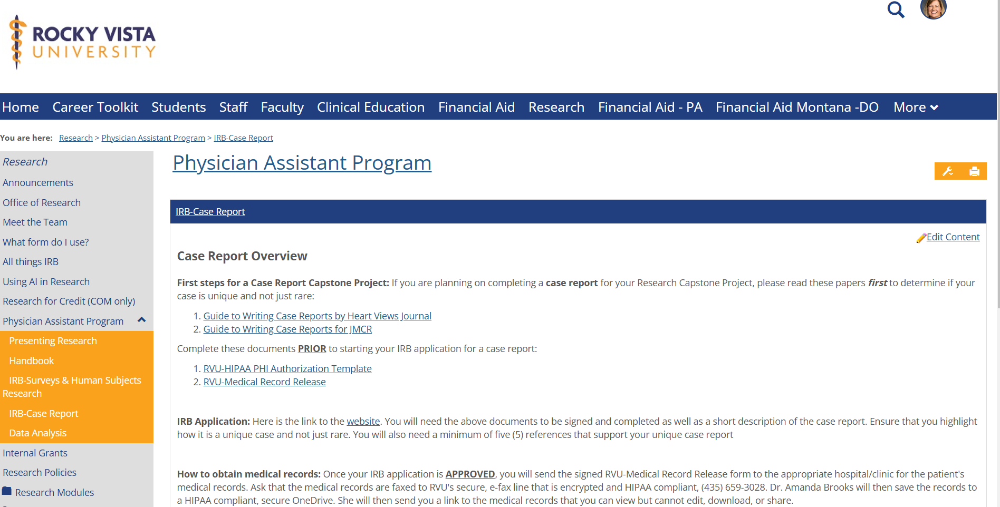 ROCKY VISTA
UNIVERSITY
Home Career Toolkit Students Staff Faculty Clinical Education Financial Aid Research Financial Aid - PA Financial Aid Montana -DO More
You are here: Research > Physician Assistant Program > IRB-Case Report
Research
Announcements
Office of Research
Meet the Team
What form do I use?
All things IRB
Using AI in Research
Research for Credit (COM only)
Physician Assistant Program
Presenting Research
Handbook
IRB-Surveys & Human Subjects
Research
IRB-Case Report
Data Analysis
Internal Grants
Research Policies
Research Modules
Physician Assistant Program
IRB-Case Report
Edit Content
Case Report Overview
First steps for a Case Report Capstone Project: If you are planning on completing a case report for your Research Capstone Project, please read these papers first to determine if your
case is unique and not just rare:
1. Guide to Writing Case Reports by Heart Views Journal
2. Guide to Writing Case Reports for JMCR
Complete these documents PRIOR to starting your IRB application for a case report:
1. RVU-HIPAA PHI Authorization Template
2. RVU-Medical Record Release
IRB Application: Here is the link to the website. You will need the above documents to be signed and completed as well as a short description of the case report. Ensure that you highlight
how it is a unique case and not just rare. You will also need a minimum of five (5) references that support your unique case report
How to obtain medical records: Once your IRB application is APPROVED, you will send the signed RVU-Medical Record Release form to the appropriate hospital/clinic for the patient's
medical records. Ask that the medical records are faxed to RVU's secure, e-fax line that is encrypted and HIPAA compliant, (435) 659-3028. Dr. Amanda Brooks will then save the records to
a HIPAA compliant, secure OneDrive. She will then send you a link to the medical records that you can view but cannot edit, download, or share.